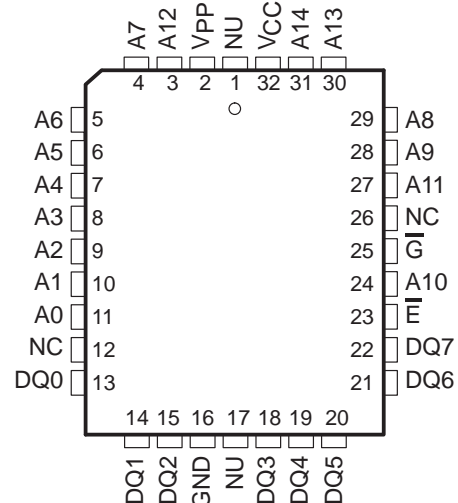 A7 A12 VPP NU VCC A14 A13
4 3 2 1 32 31 30
A6 5 29 A8
A5 6 28 A9
A4 7 27 A11
A3 8 26 NC
A2 9 25 G̅
A1 10 24 A10
A0 11 23 E̅
NC 12 22 DQ7
DQ0 13 21 DQ6
14 15 16 17 18 19 20
DQ1 DQ2 GND NU DQ3 DQ4 DQ5